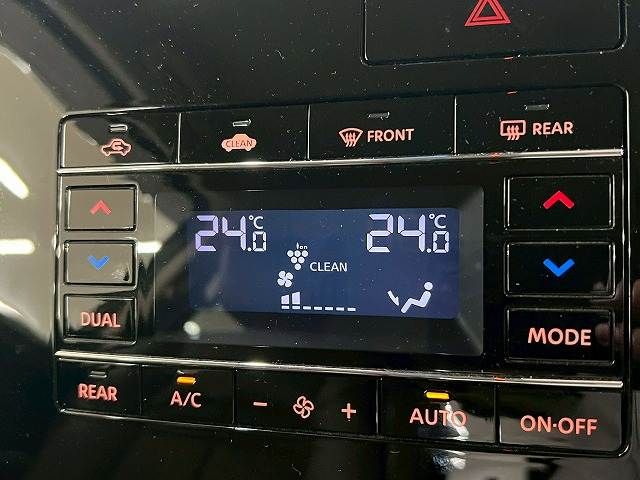 CLEAN
FRONT
REAR
24.0°C
24.0°C
ion
CLEAN
DUAL
MODE
REAR
A/C
− +
AUTO
ON·OFF